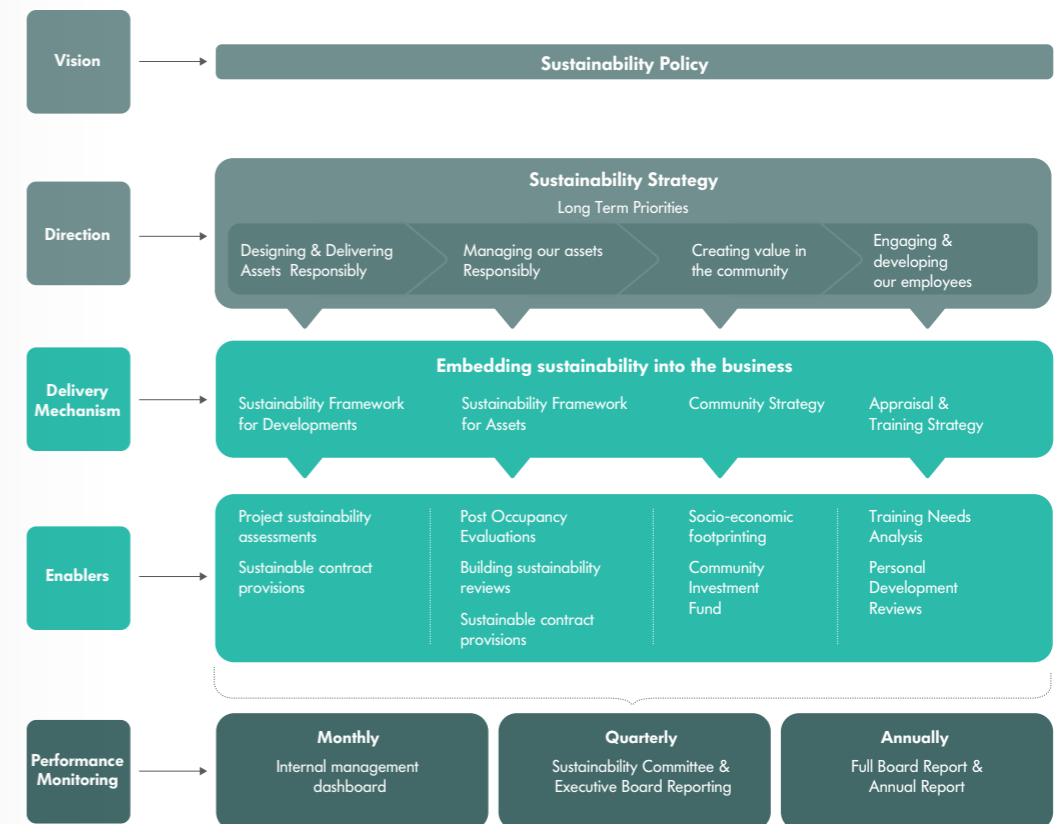 Vision
Sustainability Policy
Direction
Sustainability Strategy
Long Term Priorities
Designing & Delivering
Assets Responsibly
Managing our assets
Responsibly
Creating value in
the community
Engaging &
developing
our employees
Delivery
Mechanism
Embedding sustainability into the business
Sustainability Framework
for Developments
Sustainability Framework
for Assets
Community Strategy
Appraisal &
Training Strategy
Enablers
Project sustainability
assessments
Sustainable contract
provisions
Post Occupancy
Evaluations
Building sustainability
reviews
Sustainable contract
provisions
Socio-economic
footprinting
Community
Investment
Fund
Training Needs
Analysis
Personal
Development
Reviews
Performance
Monitoring
Monthly
Internal management
dashboard
Quarterly
Sustainability Committee &
Executive Board Reporting
Annually
Full Board Report &
Annual Report